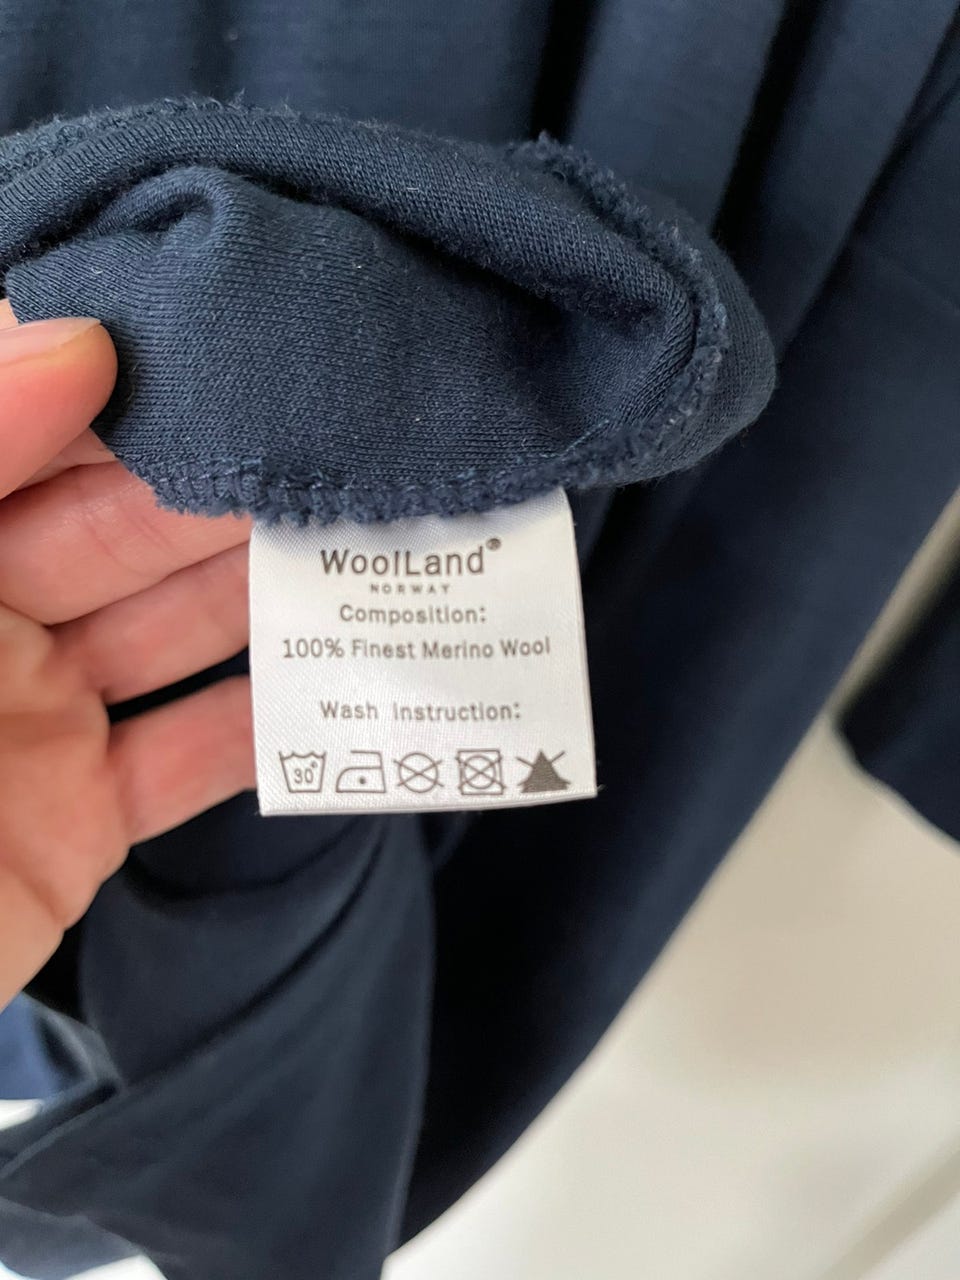 WoolLand®
NORWAY
Composition:
100% Finest Merino Wool
Wash Instruction:
30°